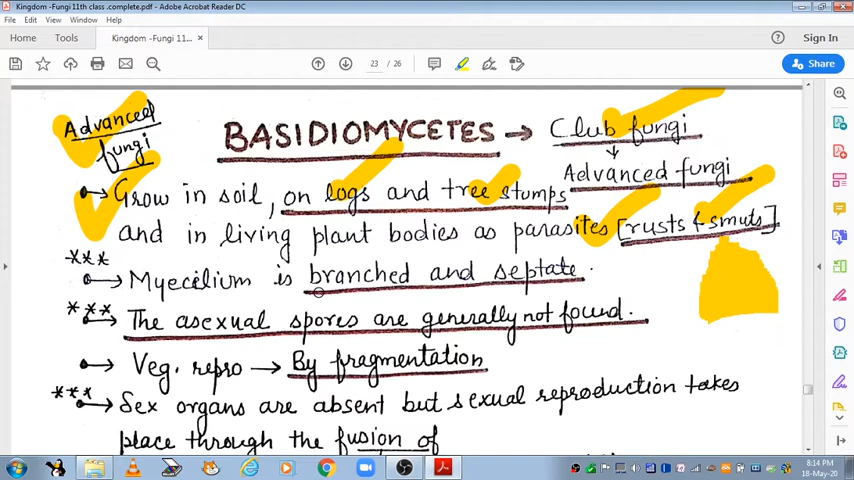 Kingdom -Fungi 11th class .complete.pdf - Adobe Acrobat Reader DC
File Edit View Window Help
Home Tools Kingdom -Fungi 11... × Sign In
23 / 26 Share
Advanced
fungi
BASIDIOMYCETES → Club fungi
Advanced fungi
Grow in soil, on logs and tree stumps
and in living plant bodies as parasites [rusts & smuts]
*** Mycelium is branched and septate.
*** The asexual spores are generally not found.
Veg. repro → By fragmentation
*** Sex organs are absent but sexual reproduction takes
place through the fusion of
8:14 PM
18-May-20